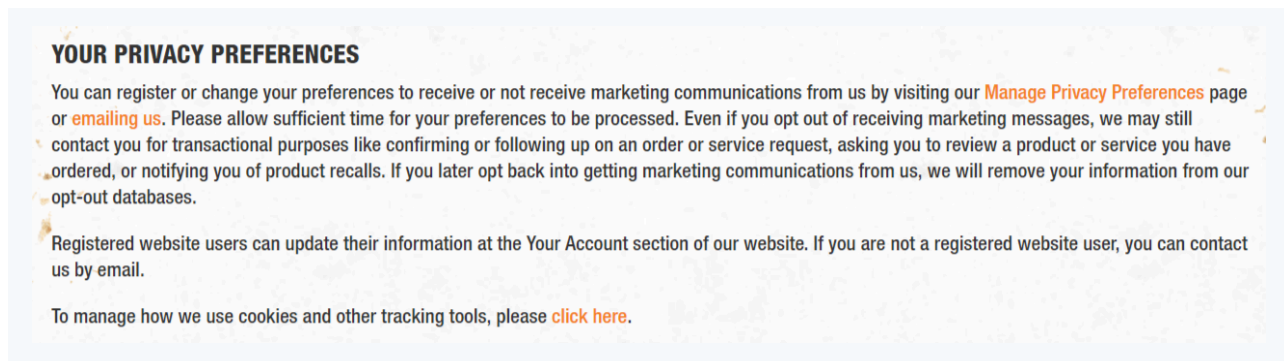 YOUR PRIVACY PREFERENCES
You can register or change your preferences to receive or not receive marketing communications from us by visiting our Manage Privacy Preferences page
or emailing us. Please allow sufficient time for your preferences to be processed. Even if you opt out of receiving marketing messages, we may still
contact you for transactional purposes like confirming or following up on an order or service request, asking you to review a product or service you have
ordered, or notifying you of product recalls. If you later opt back into getting marketing communications from us, we will remove your information from our
opt-out databases.
Registered website users can update their information at the Your Account section of our website. If you are not a registered website user, you can contact
us by email.
To manage how we use cookies and other tracking tools, please click here.